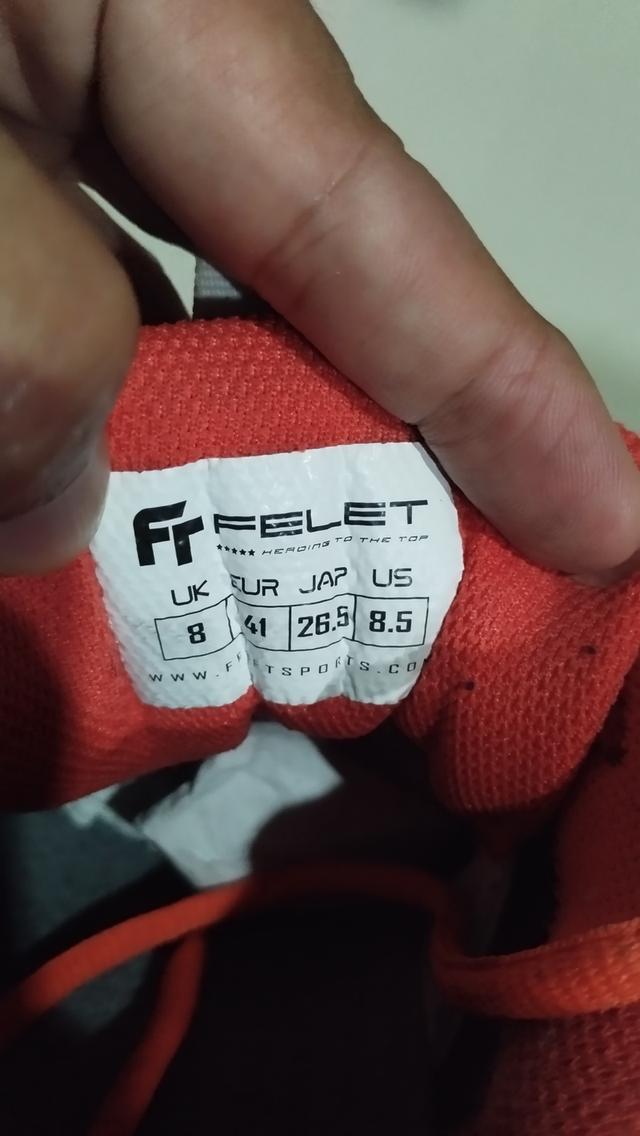 FT FELET
★★★★★ HEADING TO THE TOP
UK EUR JAP US
8 41 26.5 8.5